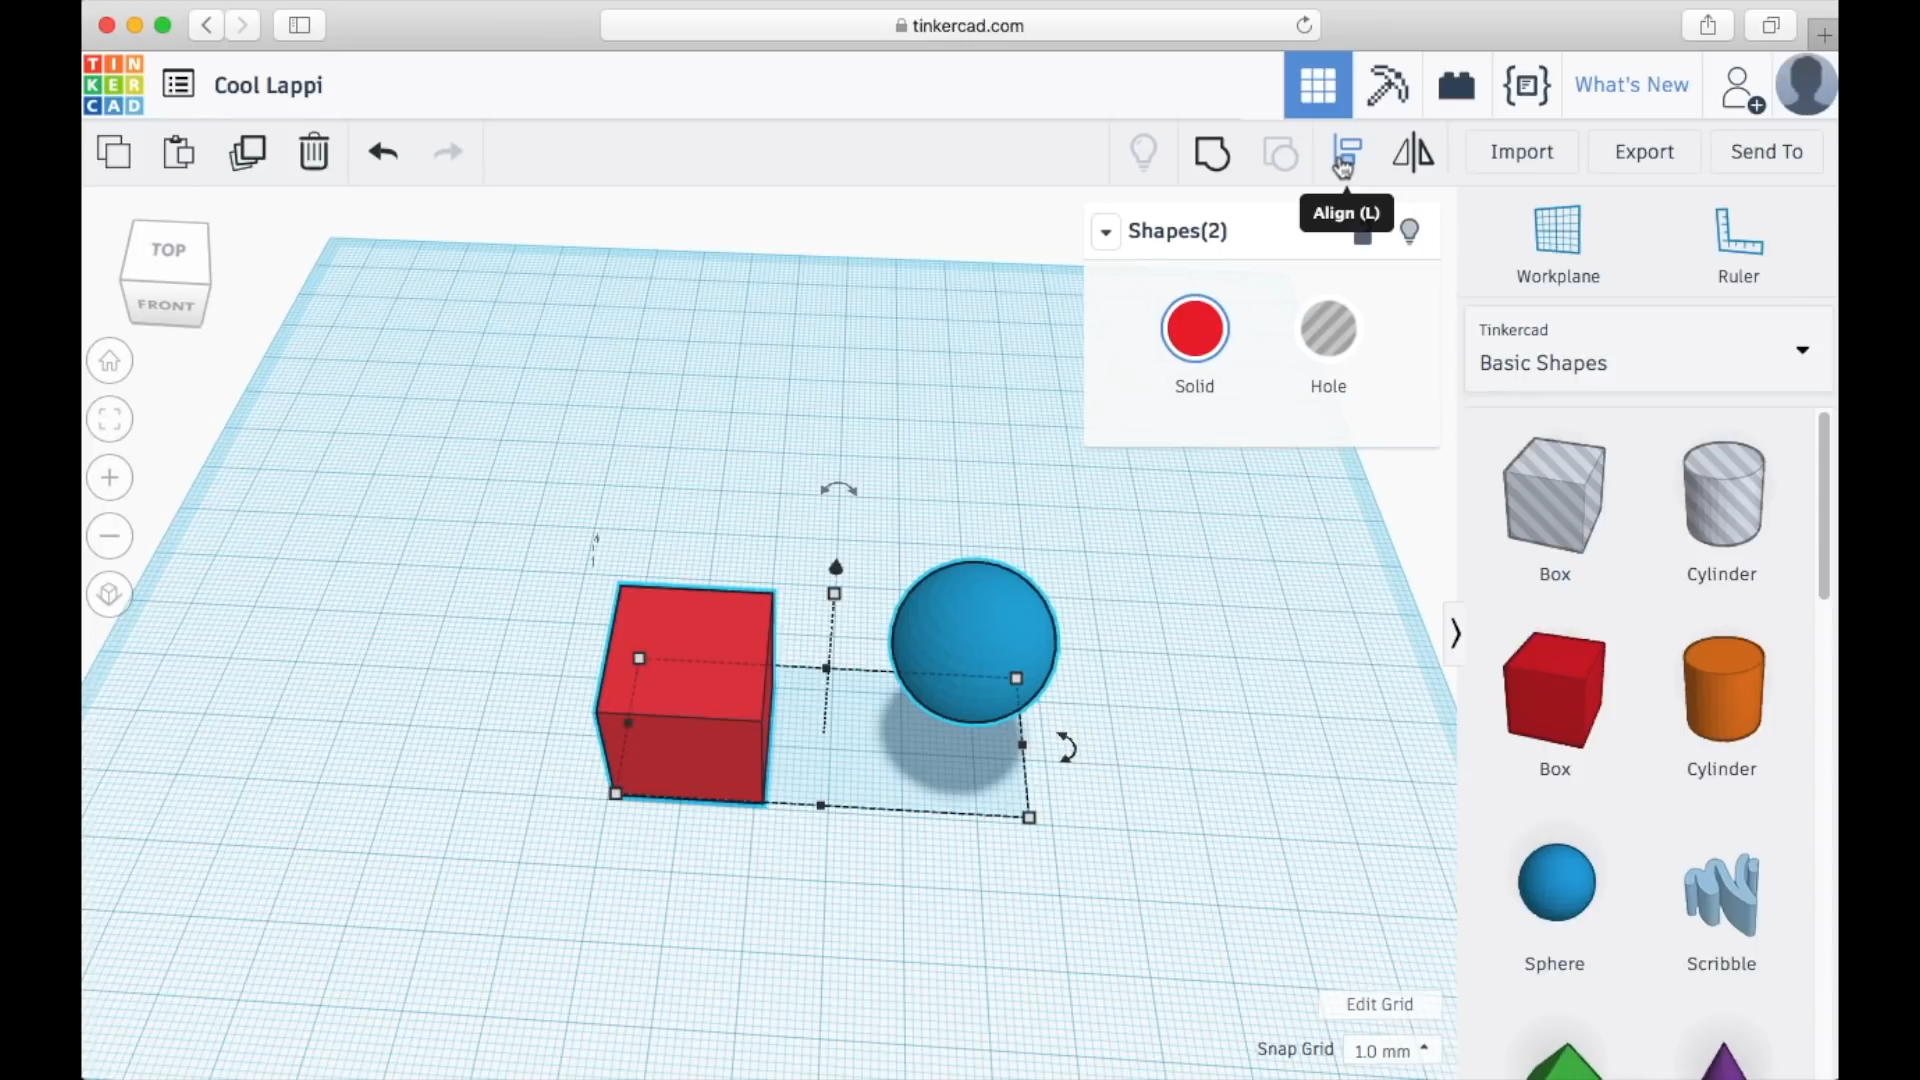 tinkercad.com
TIN
KER
CAD
Cool Lappi
What's New
Import
Export
Send To
Align (L)
Shapes(2)
Solid
Hole
TOP
FRONT
Workplane
Ruler
Tinkercad
Basic Shapes
Box
Cylinder
Box
Cylinder
Sphere
Scribble
Edit Grid
Snap Grid
1.0 mm